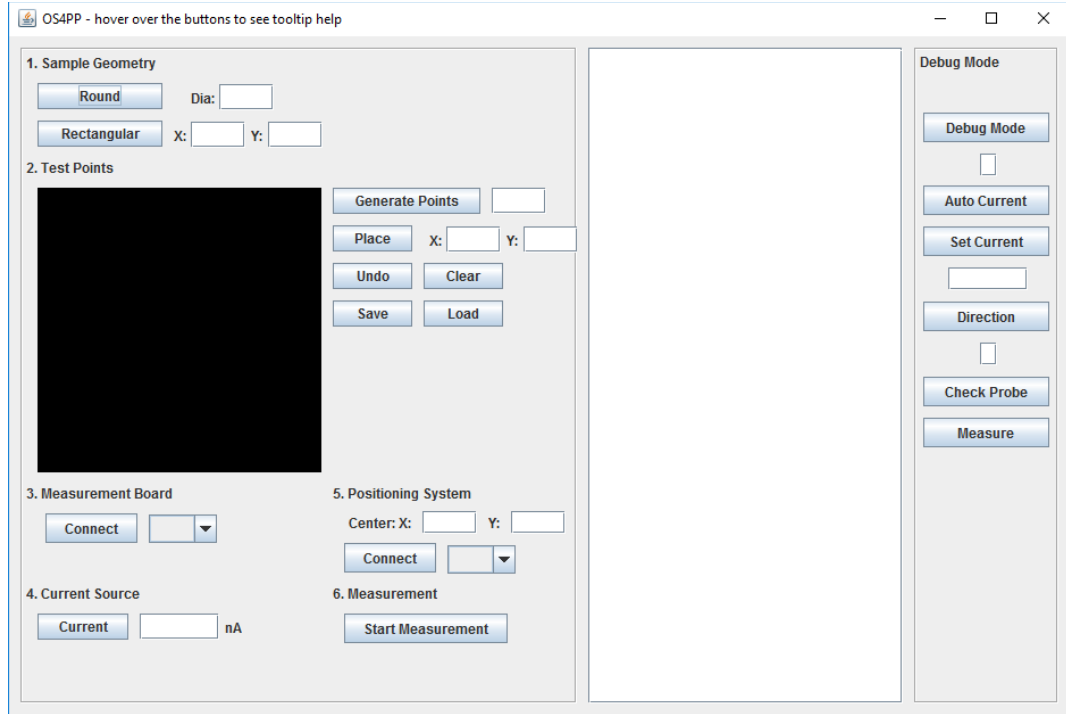 OS4PP - hover over the buttons to see tooltip help
1. Sample Geometry
Round Dia:
Rectangular X: Y:
2. Test Points
Generate Points
Place X: Y:
Undo Clear
Save Load
3. Measurement Board
Connect
4. Current Source
Current nA
5. Positioning System
Center: X: Y:
Connect
6. Measurement
Start Measurement
Debug Mode
Debug Mode
Auto Current
Set Current
Direction
Check Probe
Measure